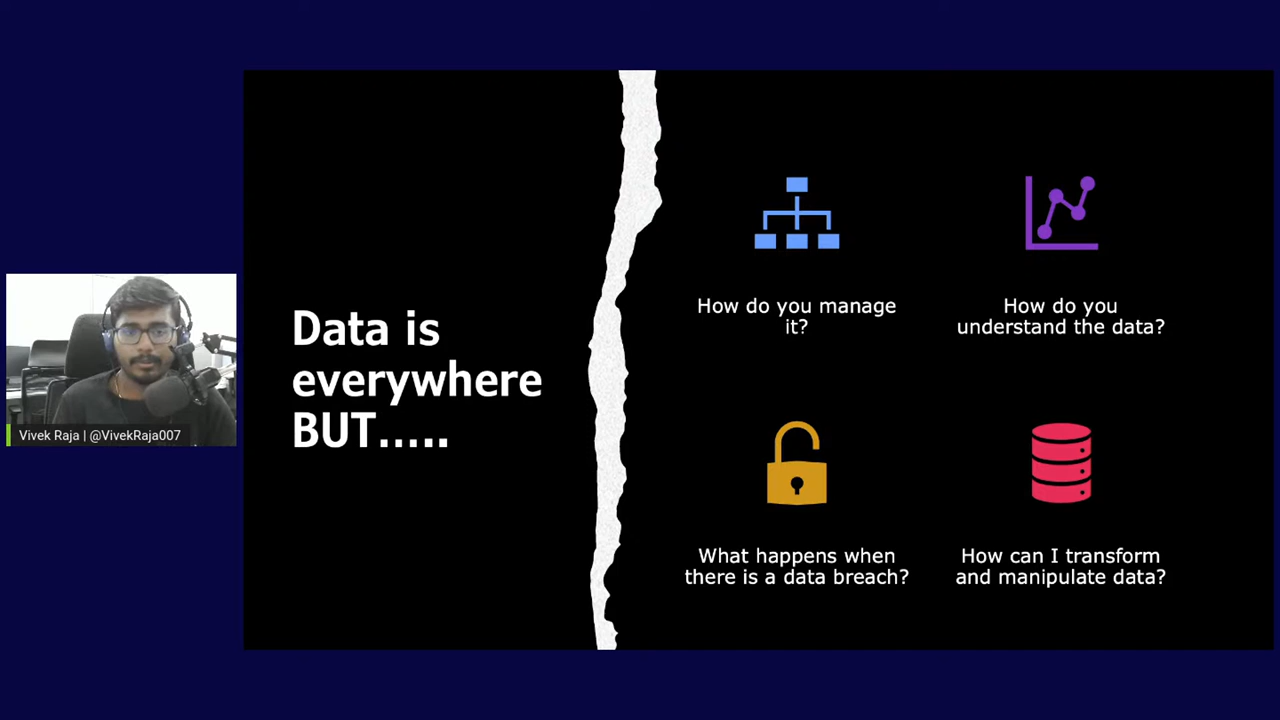 Data is
everywhere
BUT.....
How do you manage
it?
How do you
understand the data?
What happens when
there is a data breach?
How can I transform
and manipulate data?
Vivek Raja | @VivekRaja007